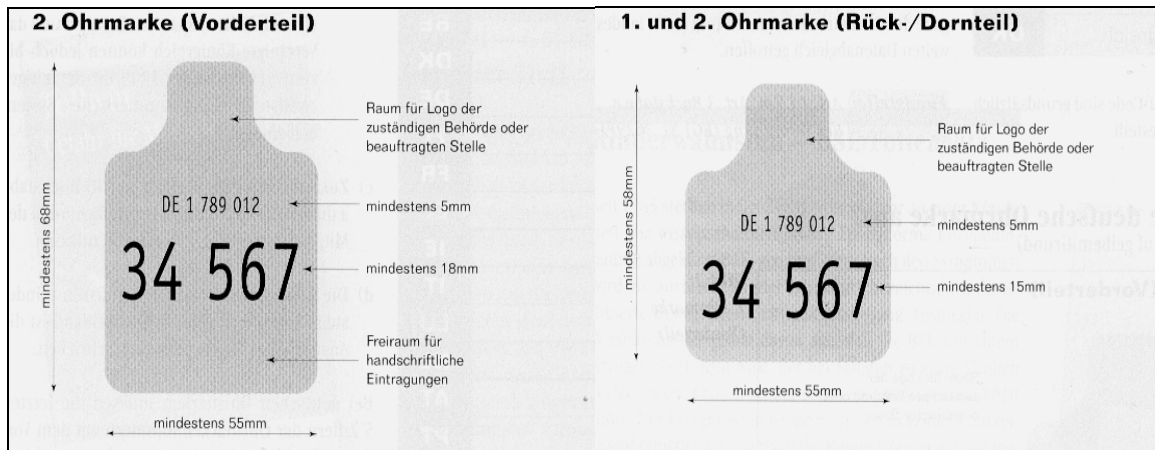 2. Ohrmarke (Vorderteil)
mindestens 68mm
Raum für Logo der
zuständigen Behörde oder
beauftragten Stelle
DE 1 789 012
mindestens 5mm
34 567
mindestens 18mm
Freiraum für
handschriftliche
Eintragungen
mindestens 55mm
1. und 2. Ohrmarke (Rück-/Dornteil)
mindestens 58mm
Raum für Logo der
zuständigen Behörde oder
beauftragten Stelle
DE 1 789 012
mindestens 5mm
34 567
mindestens 15mm
mindestens 55mm